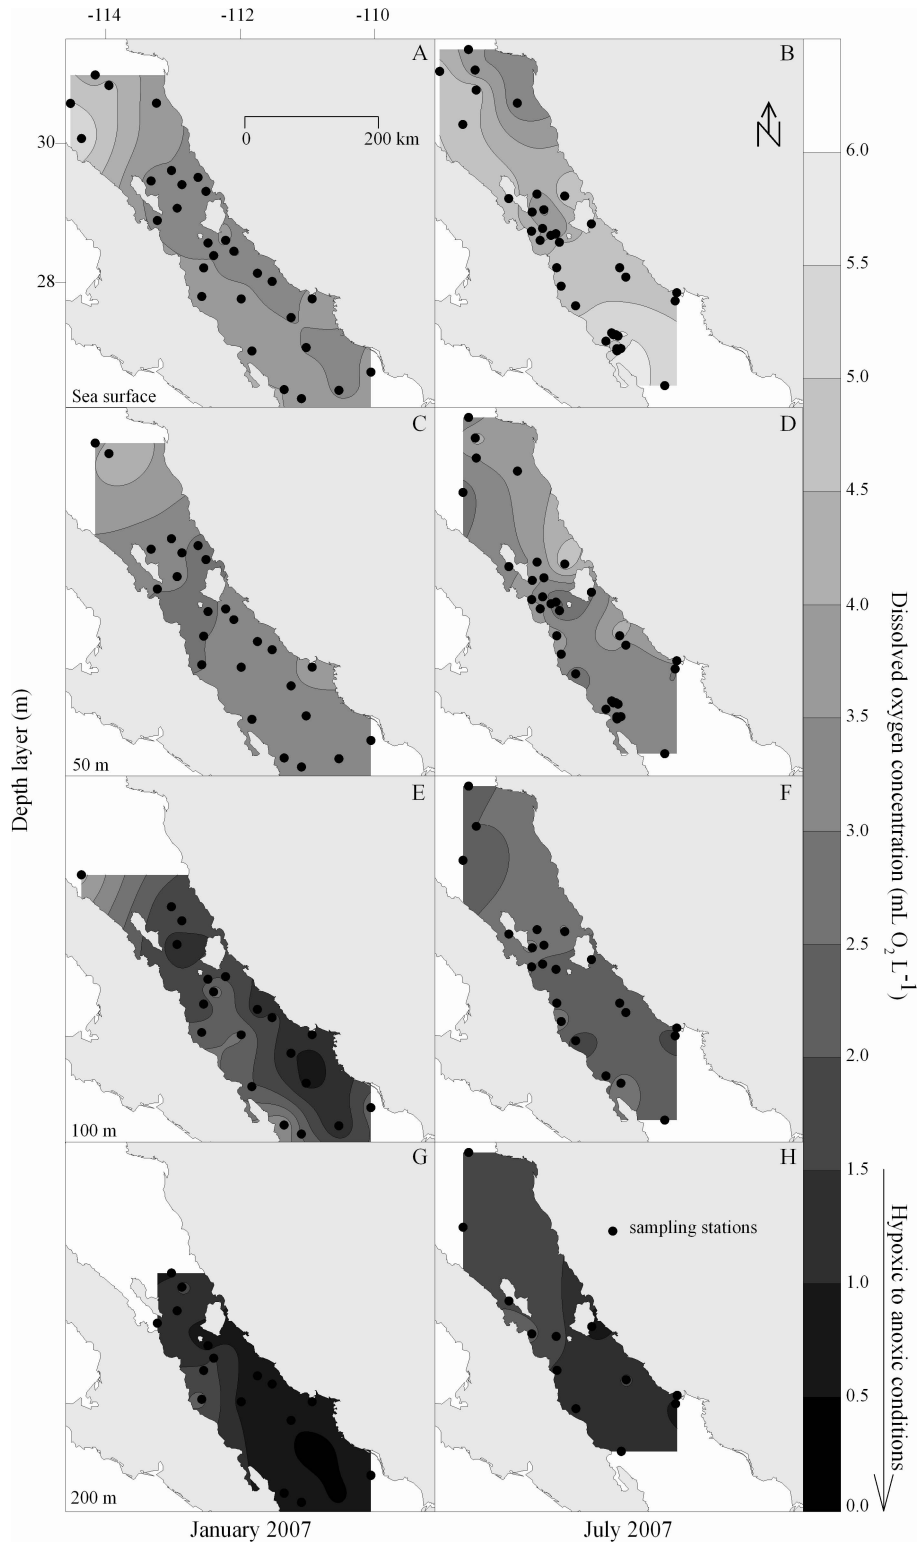 -114
-112
-110
A
B
0
200 km
N
30
28
Sea surface
C
D
50 m
E
F
100 m
G
H
sampling stations
200 m
Depth layer (m)
January 2007
July 2007
6.0
5.5
5.0
4.5
4.0
3.5
3.0
2.5
2.0
1.5
1.0
0.5
0.0
Dissolved oxygen concentration (mL O2 L-1)
Hypoxic to anoxic conditions